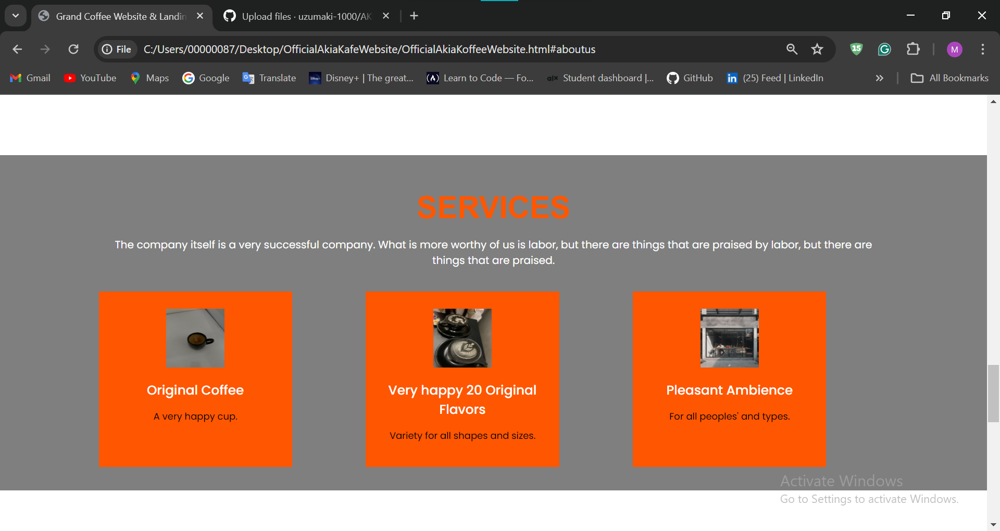 Grand Coffee Website & Landin
Upload files · uzumaki-1000/AK
File
C:/Users/00000087/Desktop/OfficialAkiaKafeWebsite/OfficialAkiaKoffeeWebsite.html#aboutus
15
M
Gmail
YouTube
Maps
Google
Translate
Disney+ | The great...
Learn to Code — Fo...
alx Student dashboard |...
GitHub
in (25) Feed | LinkedIn
All Bookmarks
SERVICES
The company itself is a very successful company. What is more worthy of us is labor, but there are things that are praised by labor, but there are
things that are praised.
Original Coffee
A very happy cup.
Very happy 20 Original
Flavors
Variety for all shapes and sizes.
Pleasant Ambience
For all peoples' and types.
Activate Windows
Go to Settings to activate Windows.